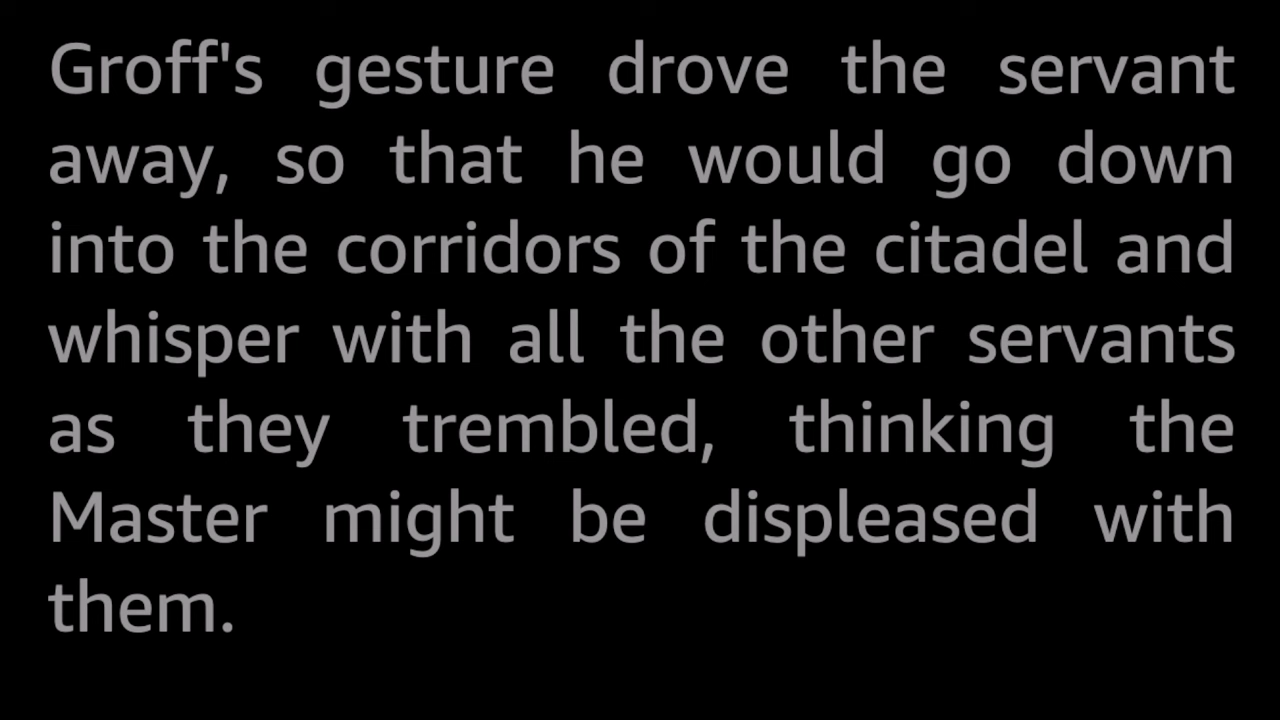 Groff's gesture drove the servant
away, so that he would go down
into the corridors of the citadel and
whisper with all the other servants
as they trembled, thinking the
Master might be displeased with
them.